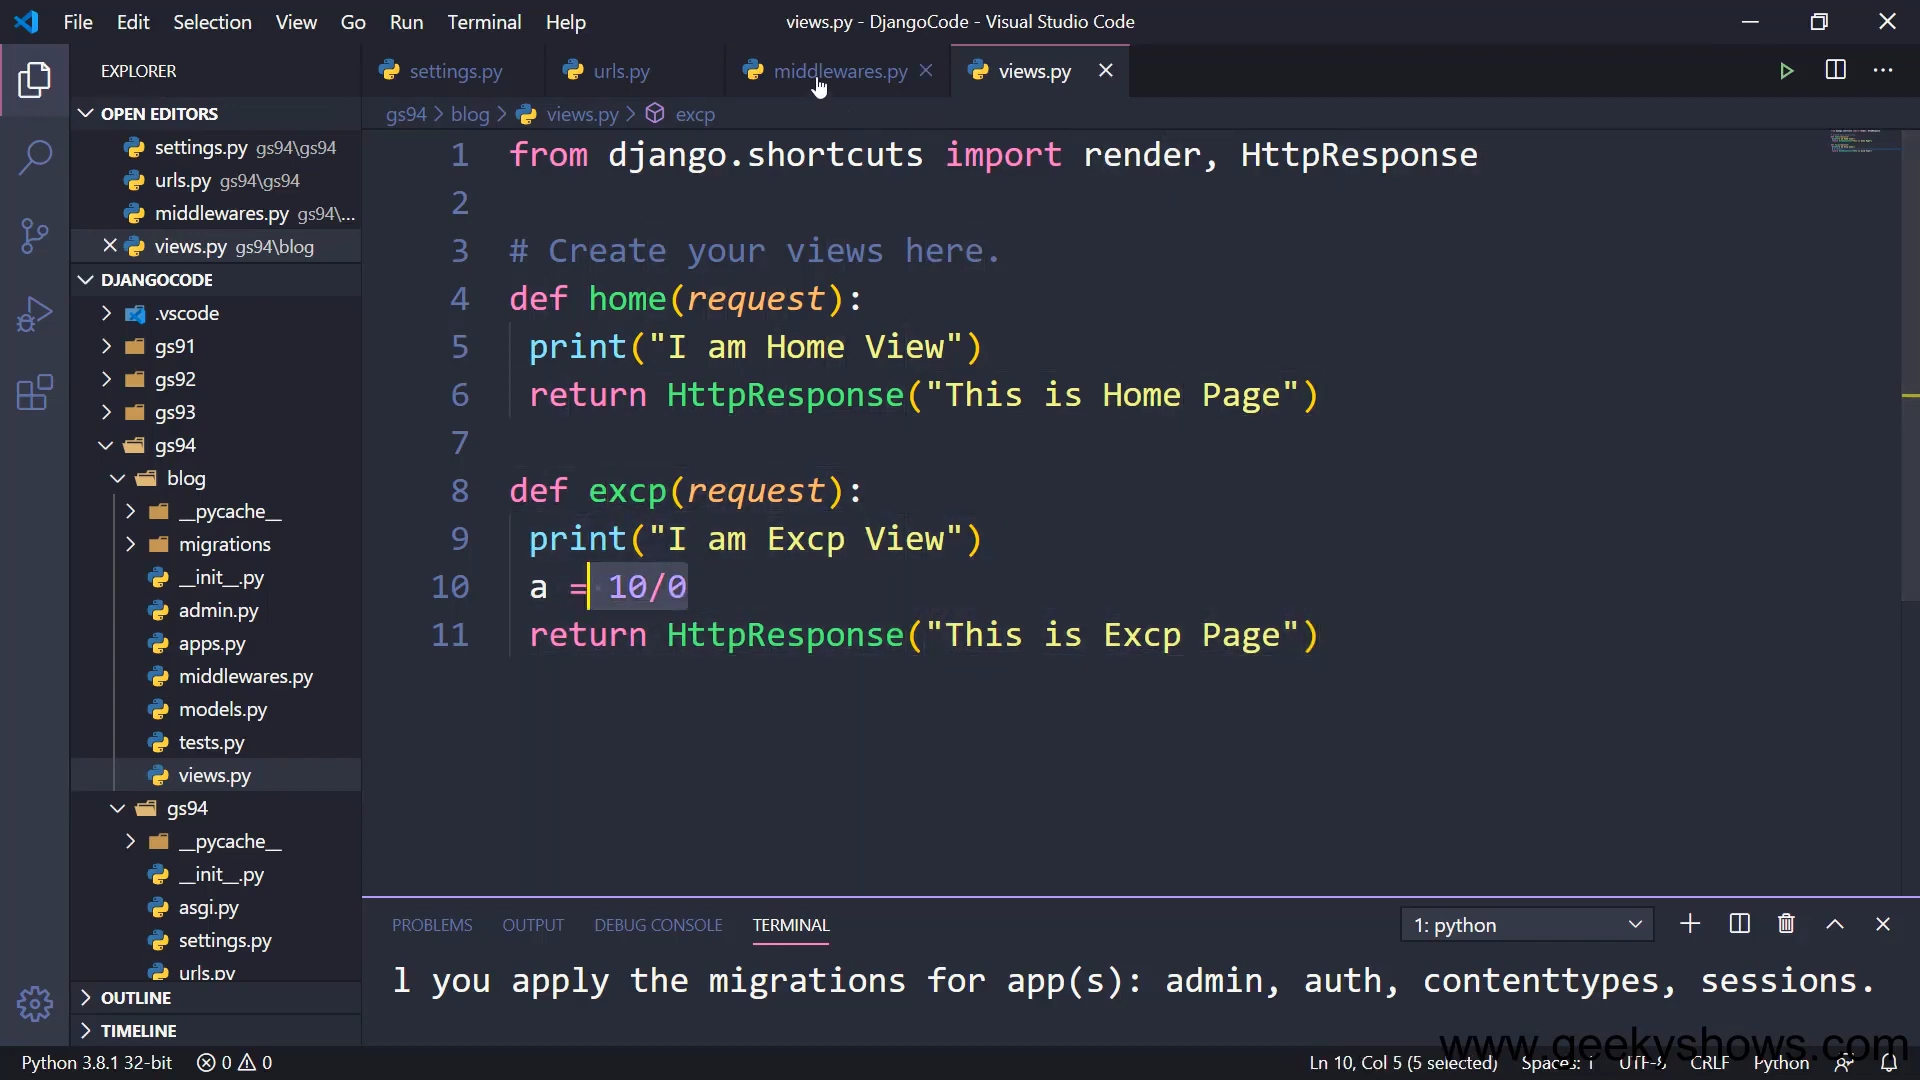 File Edit Selection View Go Run Terminal Help
views.py - DjangoCode - Visual Studio Code
EXPLORER
settings.py
urls.py
middlewares.py
views.py
OPEN EDITORS
settings.py gs94\gs94
urls.py gs94\gs94
middlewares.py gs94\...
views.py gs94\blog
DJANGOCODE
.vscode
gs91
gs92
gs93
gs94
blog
__pycache__
migrations
__init__.py
admin.py
apps.py
middlewares.py
models.py
tests.py
views.py
gs94
__pycache__
__init__.py
asgi.py
settings.py
urls.py
OUTLINE
TIMELINE
gs94 > blog > views.py > excp
1 from django.shortcuts import render, HttpResponse
2
3 # Create your views here.
4 def home(request):
5 print("I am Home View")
6 return HttpResponse("This is Home Page")
7
8 def excp(request):
9 print("I am Excp View")
10 a = 10/0
11 return HttpResponse("This is Excp Page")
PROBLEMS OUTPUT DEBUG CONSOLE TERMINAL
1: python
l you apply the migrations for app(s): admin, auth, contenttypes, sessions.
www.geekyshows.com
Python 3.8.1 32-bit 0 0
Ln 10, Col 5 (5 selected) Spaces: 1 UTF-8 CRLF Python